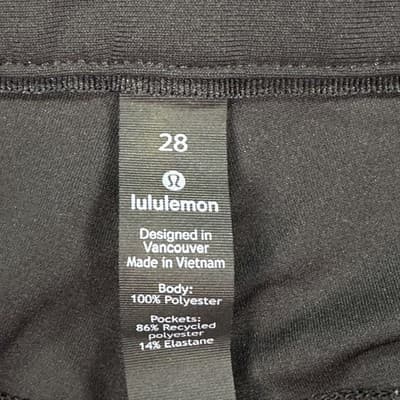 28
lululemon
Designed in
Vancouver
Made in Vietnam
Body:
100% Polyester
Pockets:
86% Recycled
polyester
14% Elastane